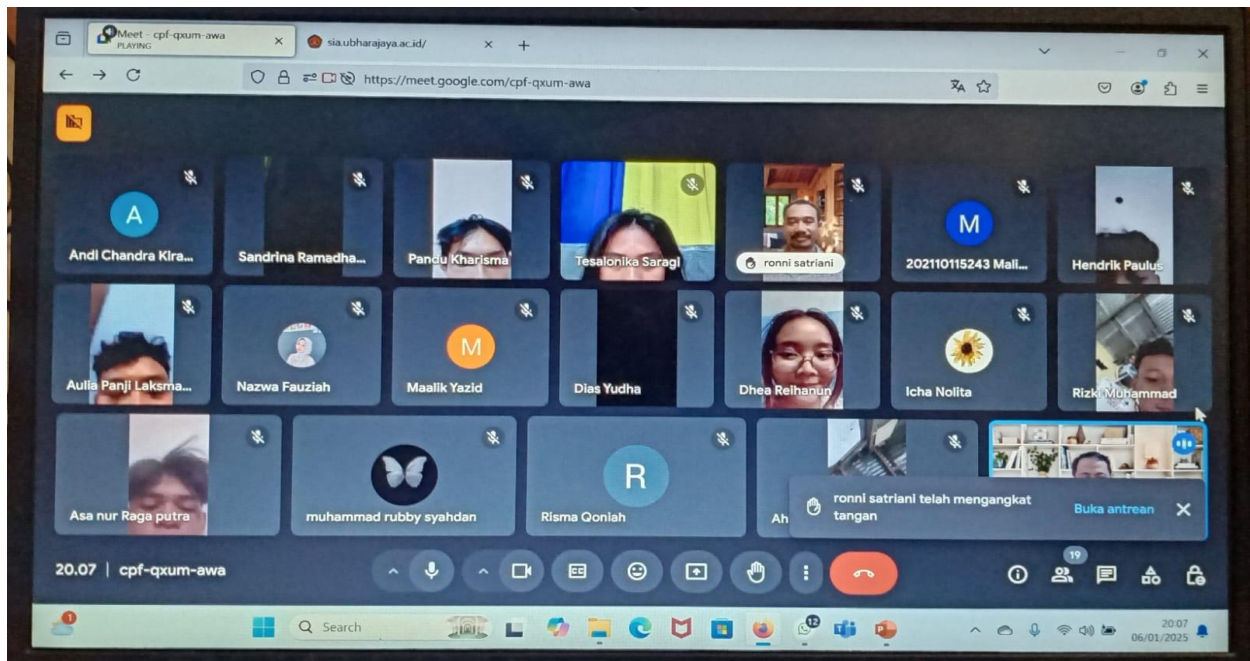 Meet - cpf-qxum-awa
PLAYING
sia.ubharajaya.ac.id/
https://meet.google.com/cpf-qxum-awa
A
Andi Chandra Kira...
Sandrina Ramadha...
Pandu Kharisma
Tesalonika Saragi
ronni satriani
M
202110115243 Mali...
Hendrik Paulus
Aulia Panji Laksma...
Nazwa Fauziah
M
Maalik Yazid
Dias Yudha
Dhea Reihanun
Icha Nolita
Rizki Muhammad
Asa nur Raga putra
muhammad rubby syahdan
R
Risma Qoniah
Ah
ronni satriani telah mengangkat
tangan
Buka antrean
20.07 | cpf-qxum-awa
CC
19
1
Search
12
20:07
06/01/2025